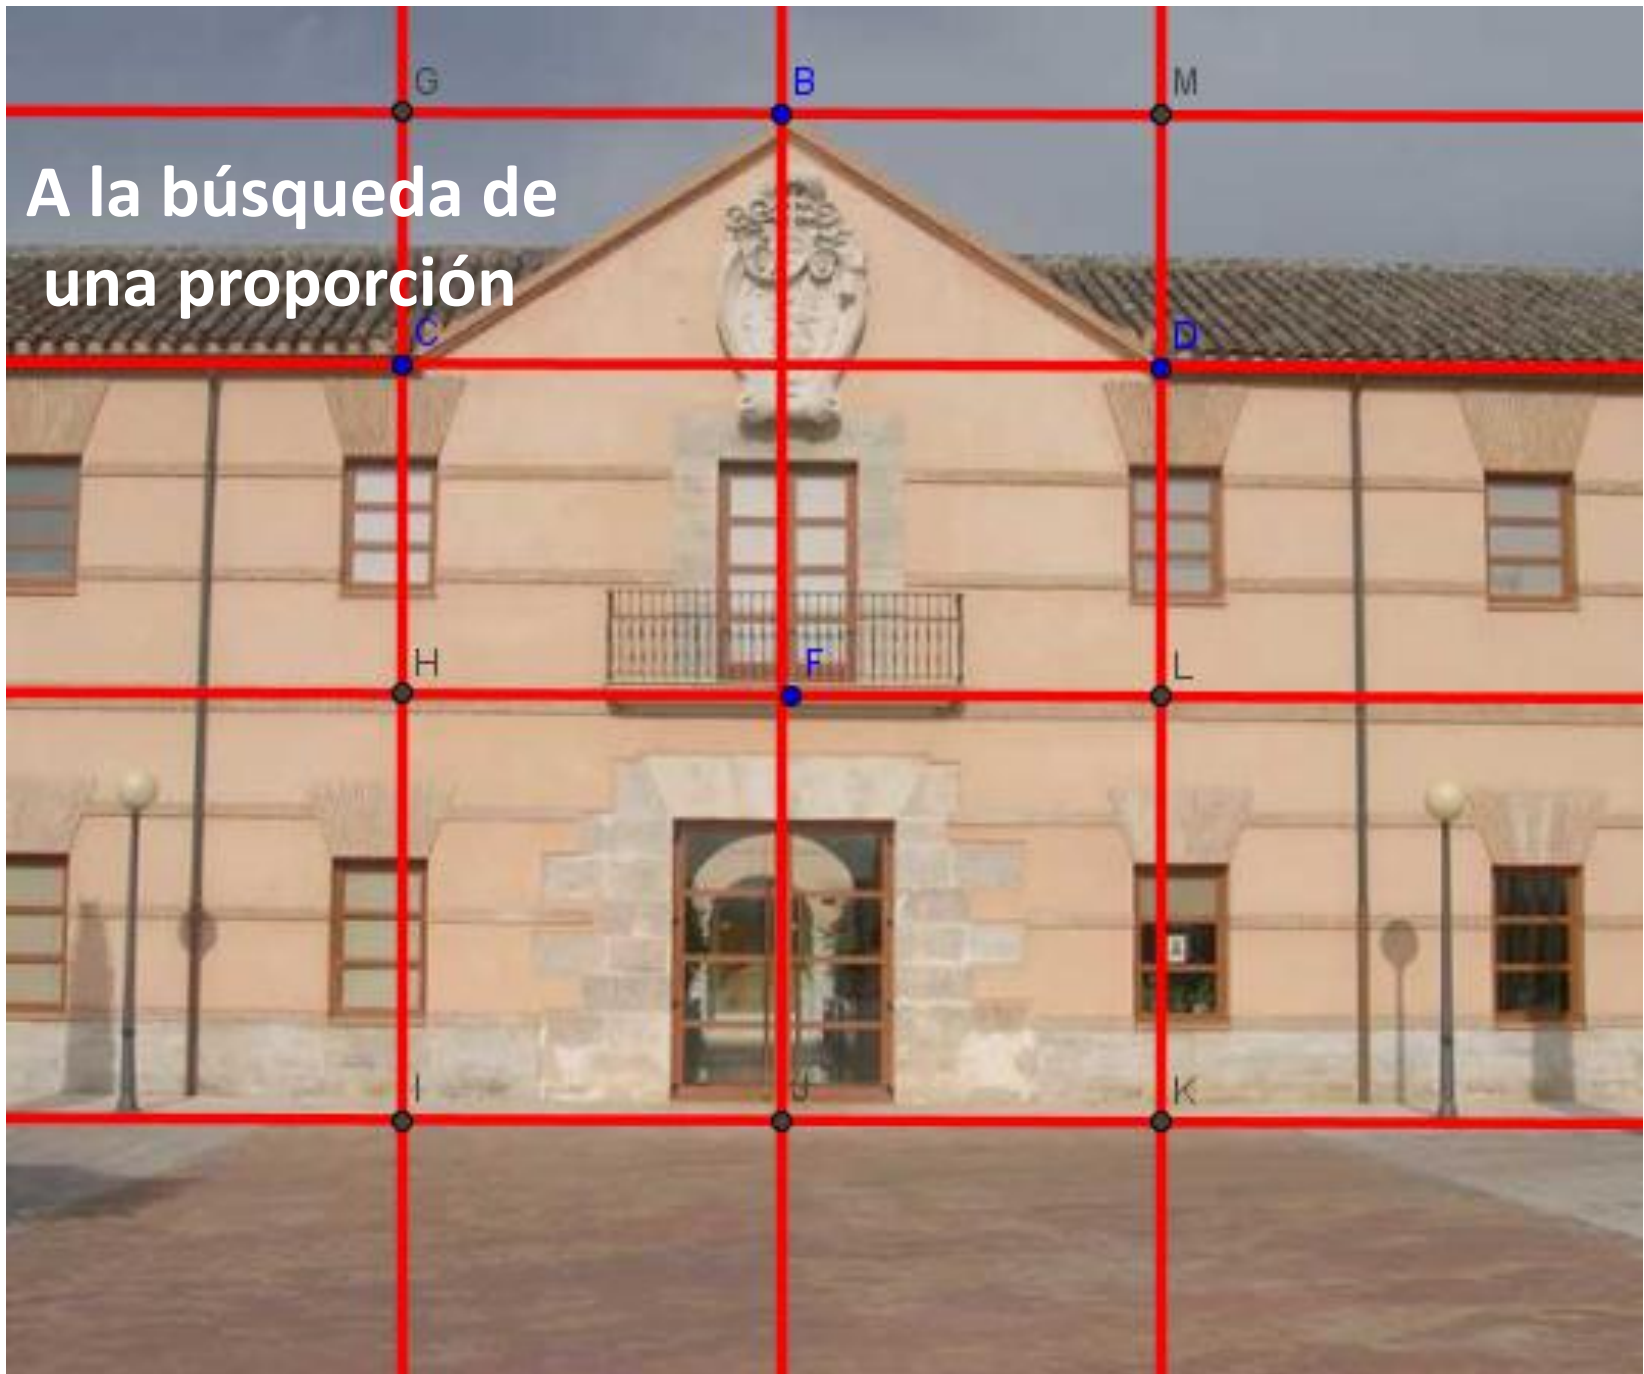 G B M
A la búsqueda de
una proporción
C D
H F L
I J K